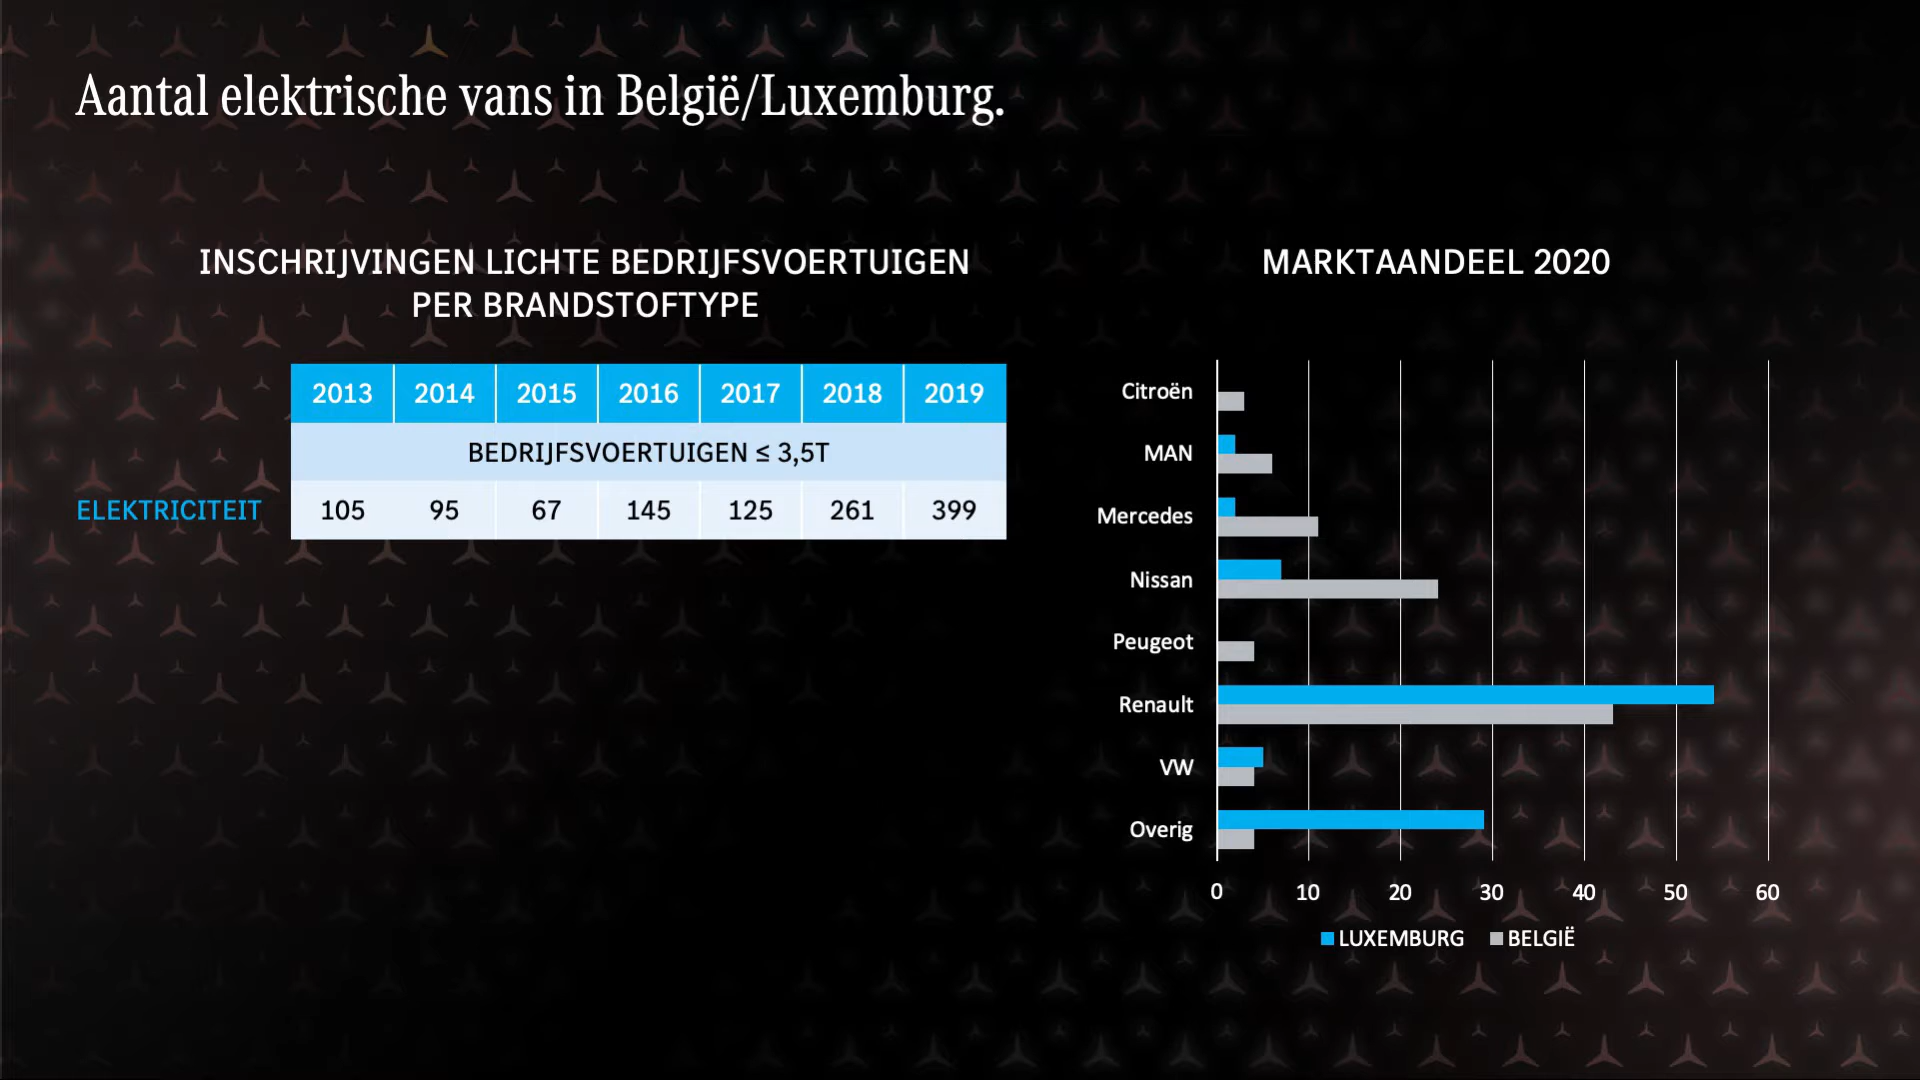 Aantal elektrische vans in België/Luxemburg.
INSCHRIJVINGEN LICHTE BEDRIJFSVOERTUIGEN
PER BRANDSTOFTYPE
2013 2014 2015 2016 2017 2018 2019
BEDRIJFSVOERTUIGEN ≤ 3,5T
ELEKTRICITEIT 105 95 67 145 125 261 399
MARKTAANDEEL 2020
Citroën
MAN
Mercedes
Nissan
Peugeot
Renault
VW
Overig
0 10 20 30 40 50 60
LUXEMBURG BELGIË